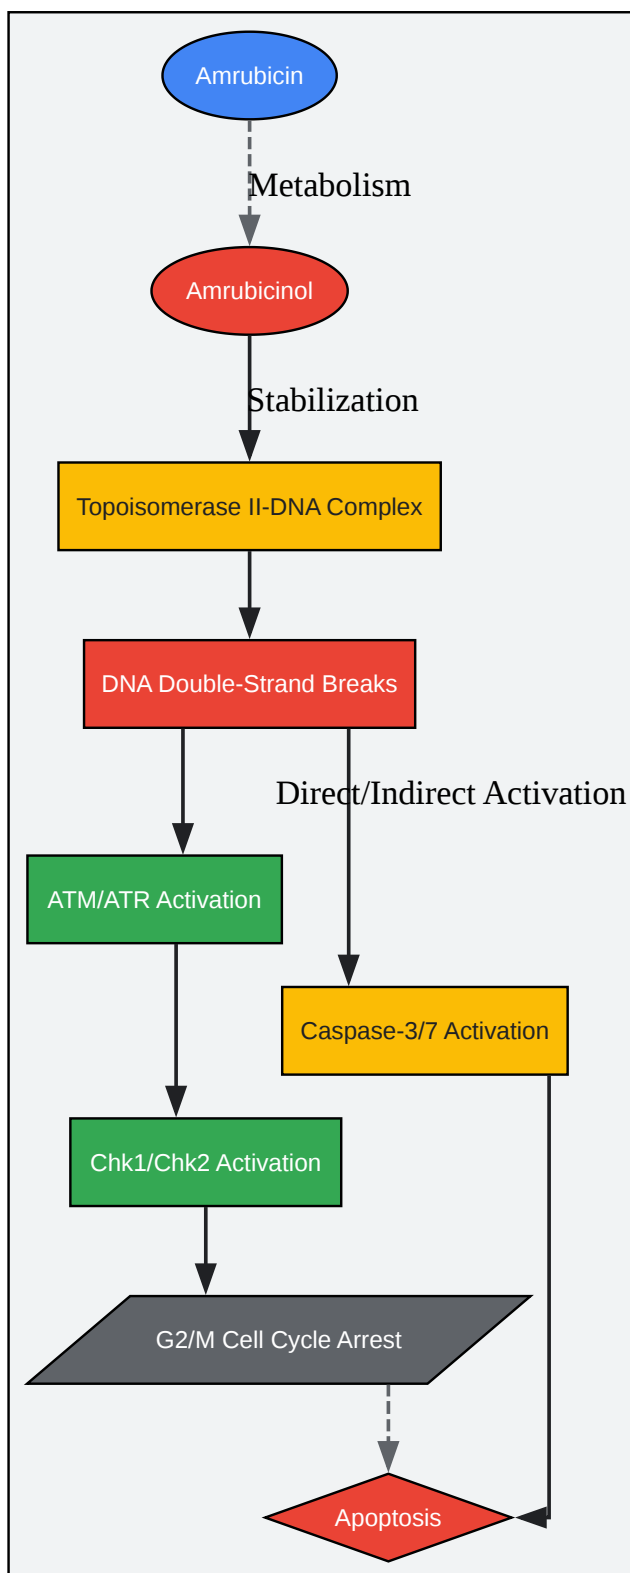 Amrubicin
Metabolism
Amrubicinol
Stabilization
Topoisomerase II-DNA Complex
DNA Double-Strand Breaks
Direct/Indirect Activation
ATM/ATR Activation
Caspase-3/7 Activation
Chk1/Chk2 Activation
G2/M Cell Cycle Arrest
Apoptosis